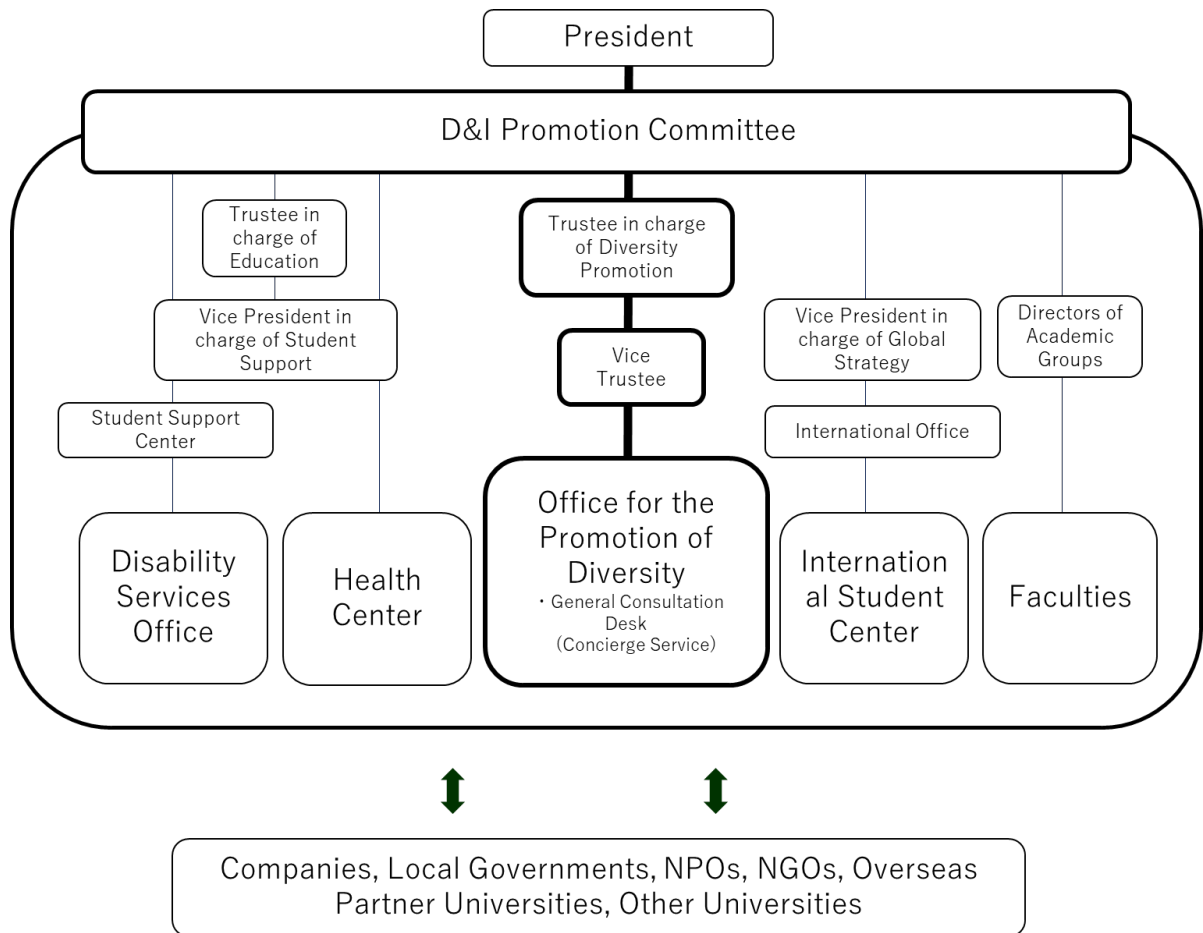 President
D&I Promotion Committee
Trustee in
charge of
Education
Trustee in charge
of Diversity
Promotion
Vice President in
charge of Student
Support
Vice
Trustee
Vice President in
charge of Global
Strategy
Directors of
Academic
Groups
Student Support
Center
International Office
Disability
Services
Office
Health
Center
Office for the
Promotion of
Diversity
・General Consultation
Desk
(Concierge Service)
Internation
al Student
Center
Faculties
Companies, Local Governments, NPOs, NGOs, Overseas
Partner Universities, Other Universities